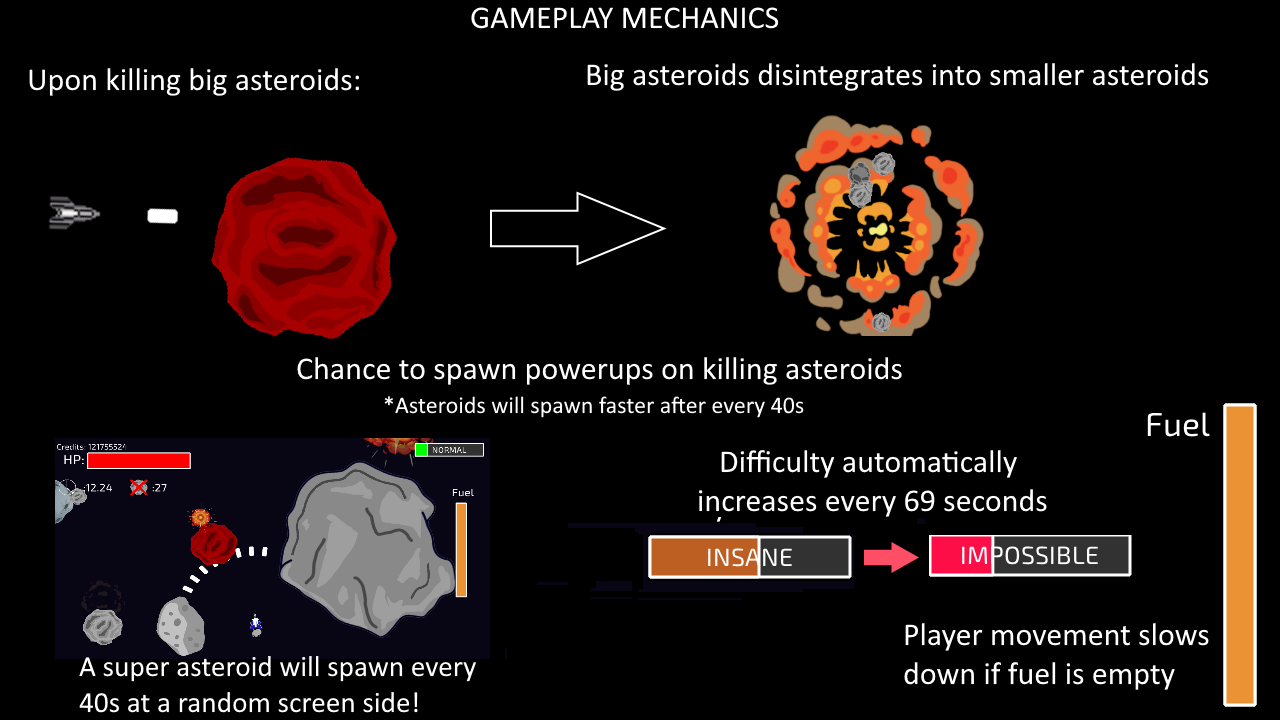 GAMEPLAY MECHANICS
Upon killing big asteroids:
Big asteroids disintegrates into smaller asteroids
Chance to spawn powerups on killing asteroids
*Asteroids will spawn faster after every 40s
Credits: 121755524
HP:
NORMAL
:12.24
:27
Fuel
A super asteroid will spawn every
40s at a random screen side!
Difficulty automatically
increases every 69 seconds
INSANE
IMPOSSIBLE
Fuel
Player movement slows
down if fuel is empty